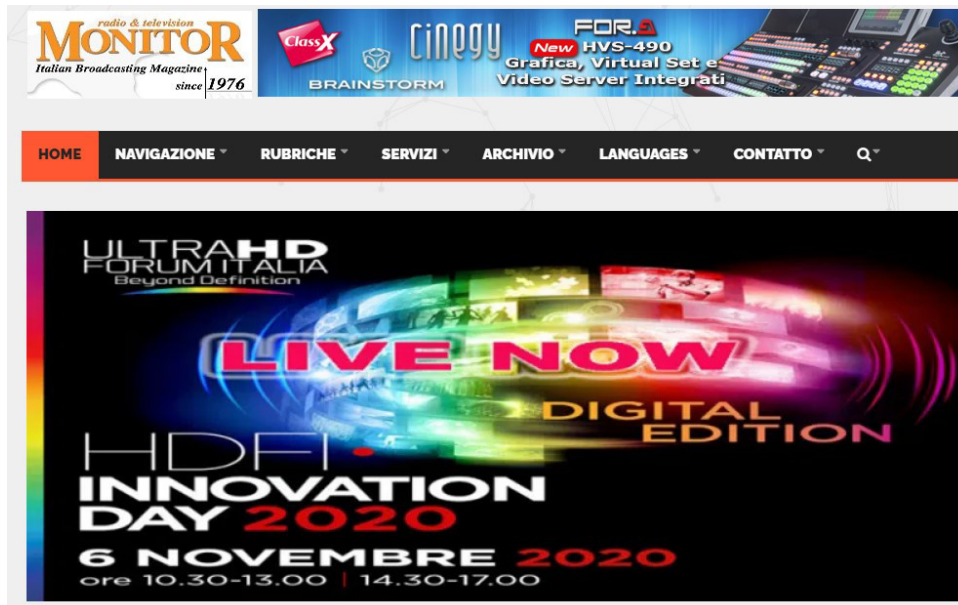 radio & television
MONITOR
Italian Broadcasting Magazine
since 1976
ClassX
BRAINSTORM
Cinegy
FOR.A
New HVS-490
Grafica, Virtual Set e
Video Server Integrati
HOME NAVIGAZIONE RUBRICHE SERVIZI ARCHIVIO LANGUAGES CONTATTO
ULTRAHD
FORUM ITALIA
Beyond Definition
LIVE NOW
DIGITAL
EDITION
HDFI
INNOVATION
DAY 2020
6 NOVEMBRE 2020
ore 10.30-13.00 | 14.30-17.00